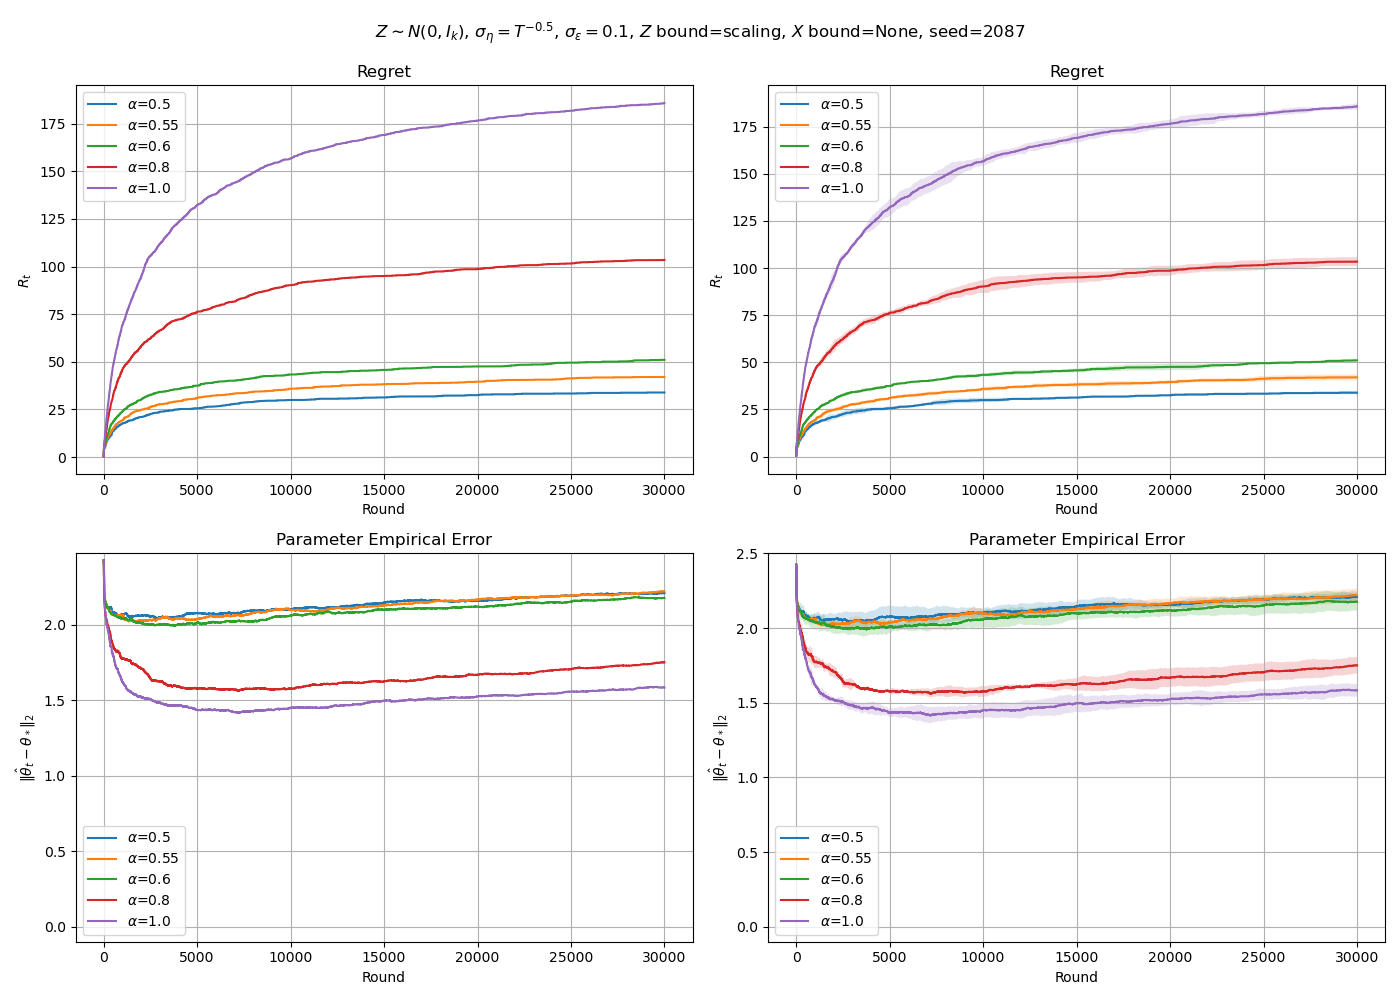 Z ~ N(0, I_k), σ_η = T^{-0.5}, σ_ε = 0.1, Z bound=scaling, X bound=None, seed=2087
Regret
R_t
175
150
125
100
75
50
25
0
α=0.5
α=0.55
α=0.6
α=0.8
α=1.0
0 5000 10000 15000 20000 25000 30000
Round
Regret
R_t
175
150
125
100
75
50
25
0
α=0.5
α=0.55
α=0.6
α=0.8
α=1.0
0 5000 10000 15000 20000 25000 30000
Round
Parameter Empirical Error
‖θ̂_t − θ_*‖_2
2.0
1.5
1.0
0.5
0.0
α=0.5
α=0.55
α=0.6
α=0.8
α=1.0
0 5000 10000 15000 20000 25000 30000
Round
Parameter Empirical Error
‖θ̂_t − θ_*‖_2
2.5
2.0
1.5
1.0
0.5
0.0
α=0.5
α=0.55
α=0.6
α=0.8
α=1.0
0 5000 10000 15000 20000 25000 30000
Round